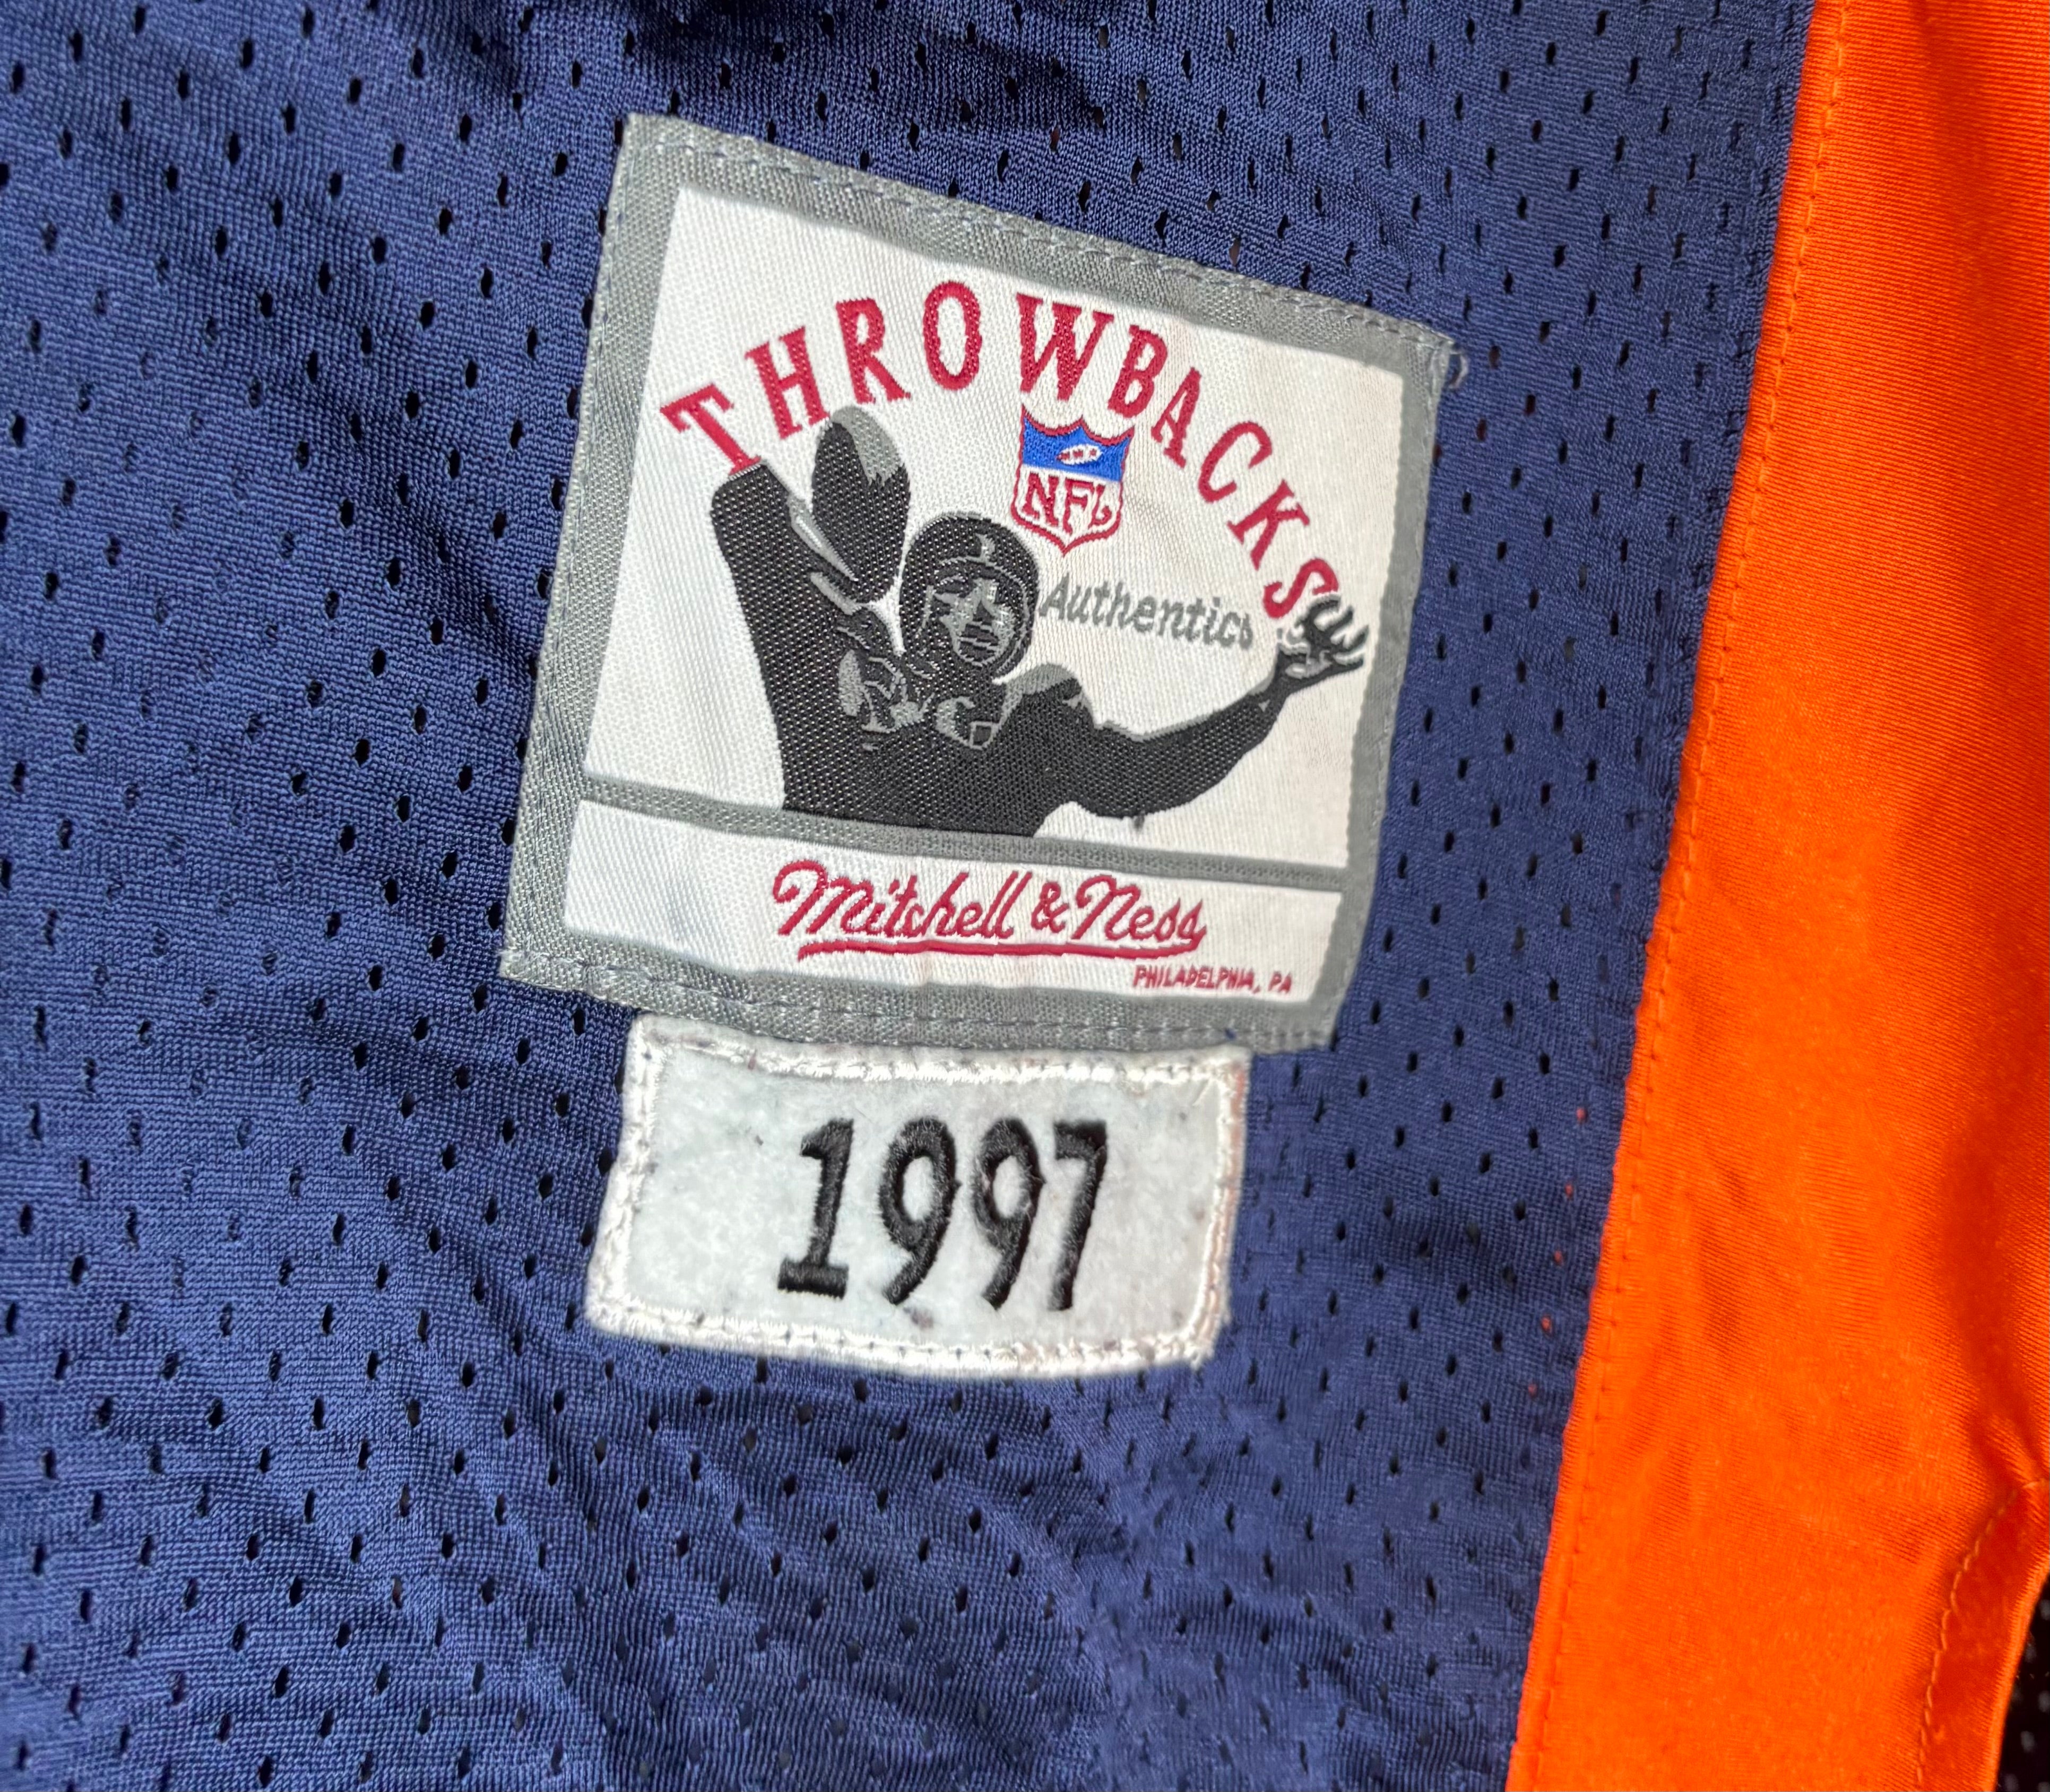 THROWBACKS
NFL
Authentics
Mitchell & Ness
PHILADELPHIA, PA
1997